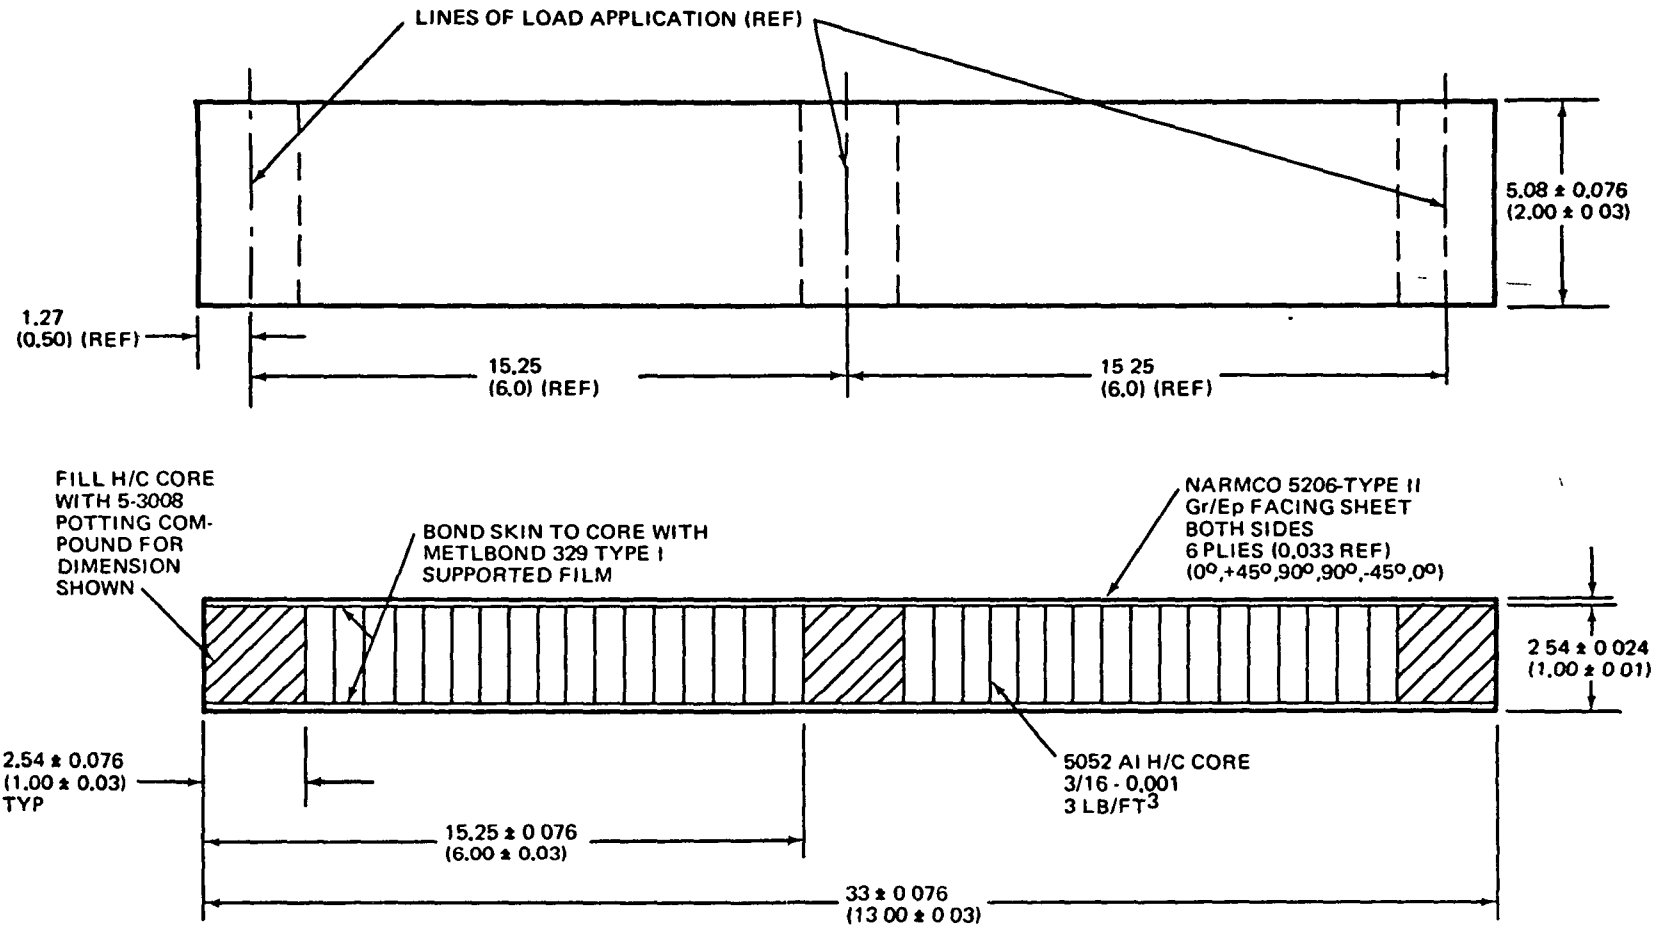 LINES OF LOAD APPLICATION (REF)
5.08 ± 0.076
(2.00 ± 0 03)
1.27
(0.50) (REF)
15.25
(6.0) (REF)
15 25
(6.0) (REF)
FILL H/C CORE
WITH 5-3008
POTTING COM-
POUND FOR
DIMENSION
SHOWN
BOND SKIN TO CORE WITH
METLBOND 329 TYPE I
SUPPORTED FILM
NARMCO 5206-TYPE II
Gr/Ep FACING SHEET
BOTH SIDES
6 PLIES (0.033 REF)
(0°,+45°,90°,90°,-45°,0°)
2 54 ± 0 024
(1.00 ± 0 01)
2.54 ± 0.076
(1.00 ± 0.03)
TYP
5052 Al H/C CORE
3/16 - 0.001
3 LB/FT³
15.25 ± 0 076
(6.00 ± 0.03)
33 ± 0 076
(13 00 ± 0 03)